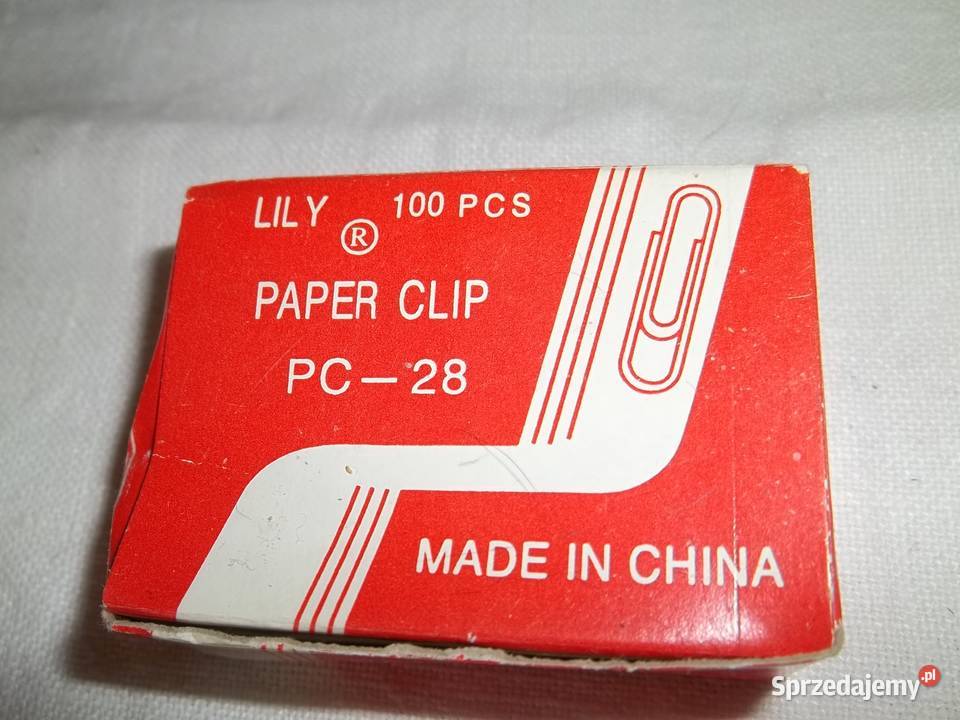 LILY ® 100 PCS
PAPER CLIP
PC-28
MADE IN CHINA
Sprzedajemy.pl